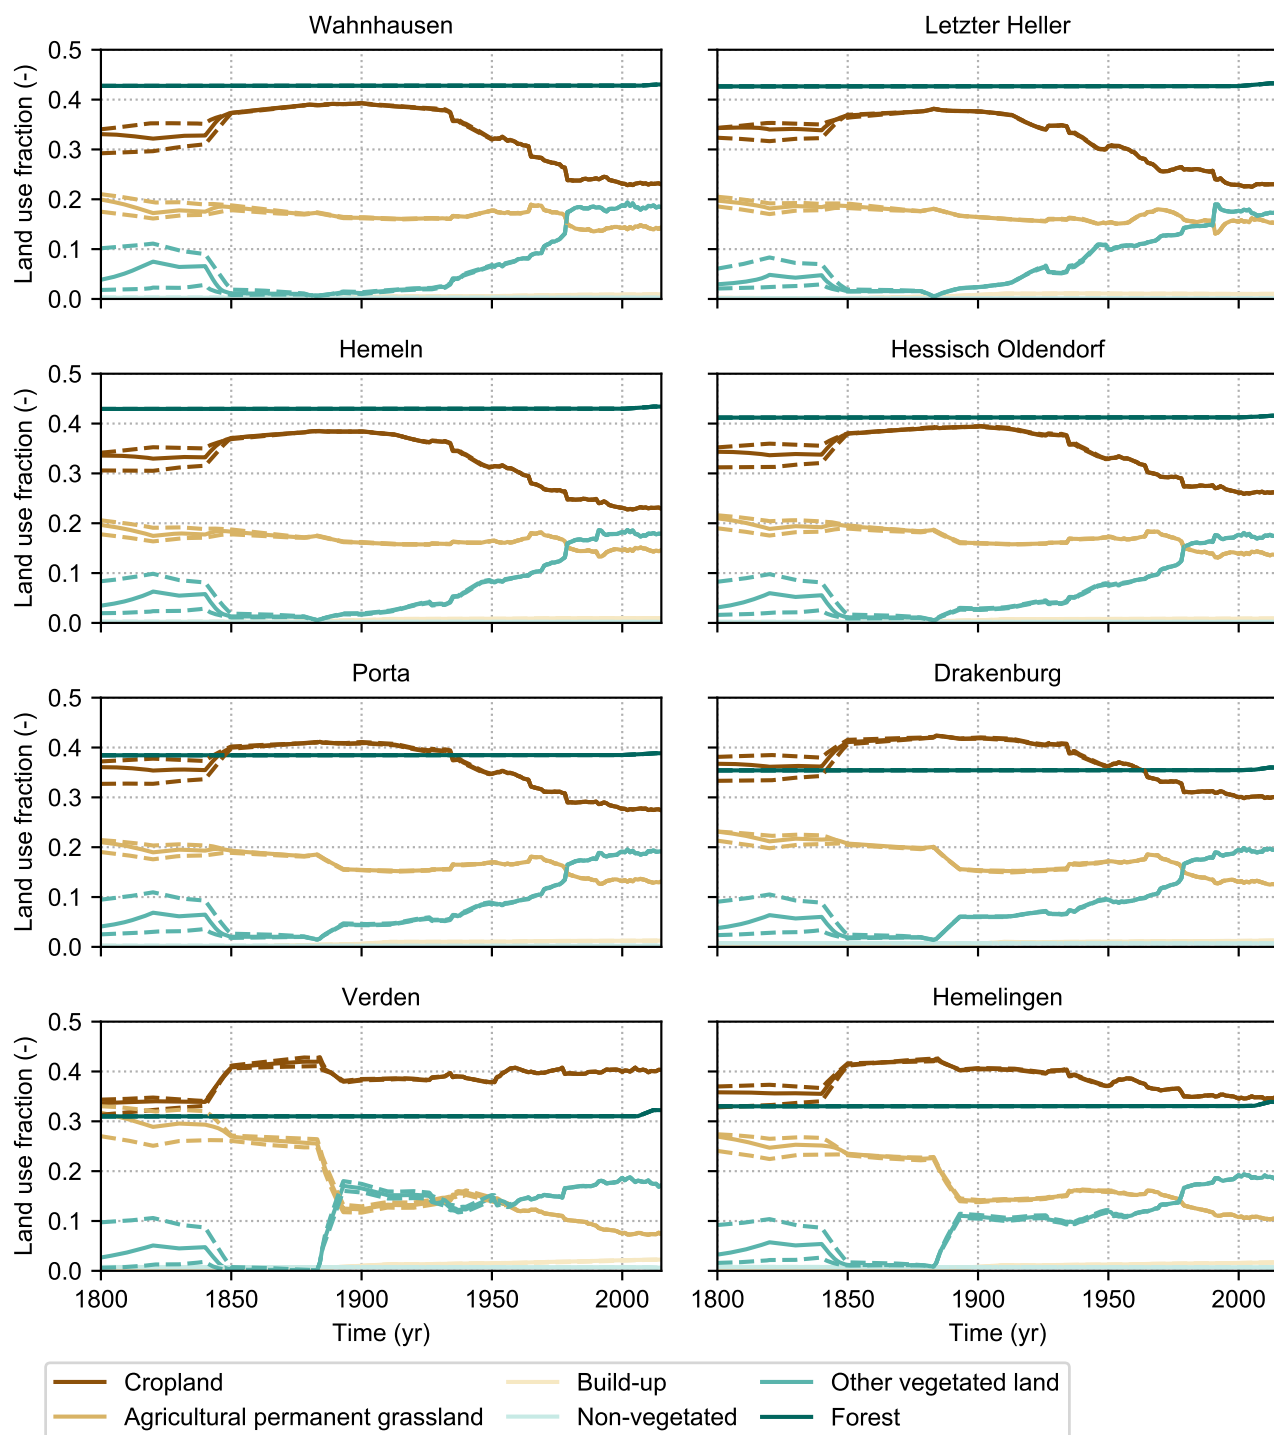 Wahnhausen
Letzter Heller
Land use fraction (-)
0.5
0.4
0.3
0.2
0.1
0.0
Hemeln
Hessisch Oldendorf
Land use fraction (-)
0.5
0.4
0.3
0.2
0.1
0.0
Porta
Drakenburg
Land use fraction (-)
0.5
0.4
0.3
0.2
0.1
0.0
Verden
Hemelingen
Land use fraction (-)
0.5
0.4
0.3
0.2
0.1
0.0
1800 1850 1900 1950 2000
1800 1850 1900 1950 2000
Time (yr)
Time (yr)
Cropland
Build-up
Other vegetated land
Agricultural permanent grassland
Non-vegetated
Forest